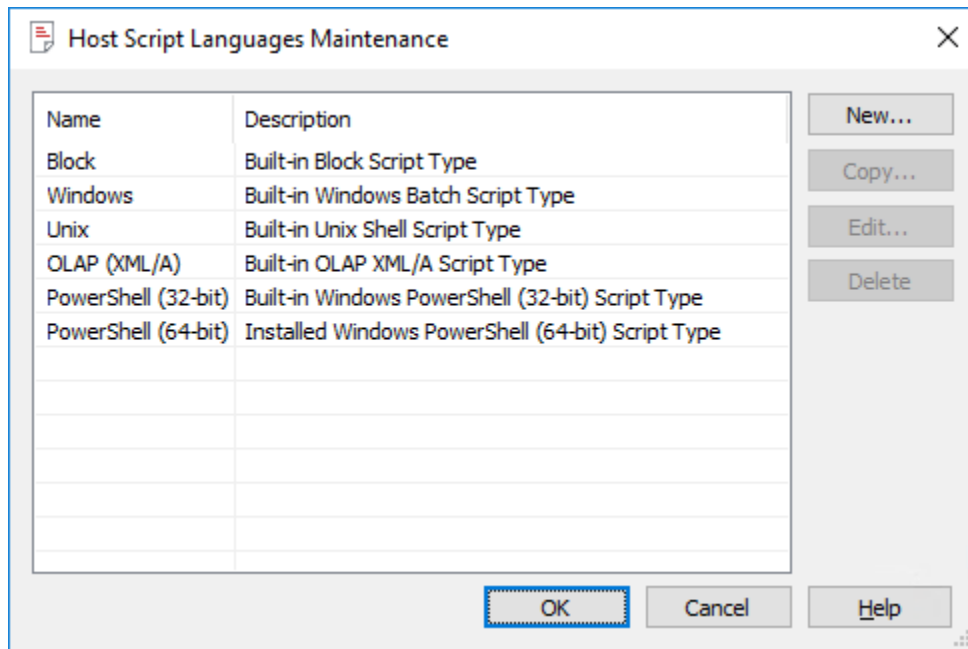 Host Script Languages Maintenance
Name Description
Block Built-in Block Script Type
Windows Built-in Windows Batch Script Type
Unix Built-in Unix Shell Script Type
OLAP (XML/A) Built-in OLAP XML/A Script Type
PowerShell (32-bit) Built-in Windows PowerShell (32-bit) Script Type
PowerShell (64-bit) Installed Windows PowerShell (64-bit) Script Type
New...
Copy...
Edit...
Delete
OK Cancel Help